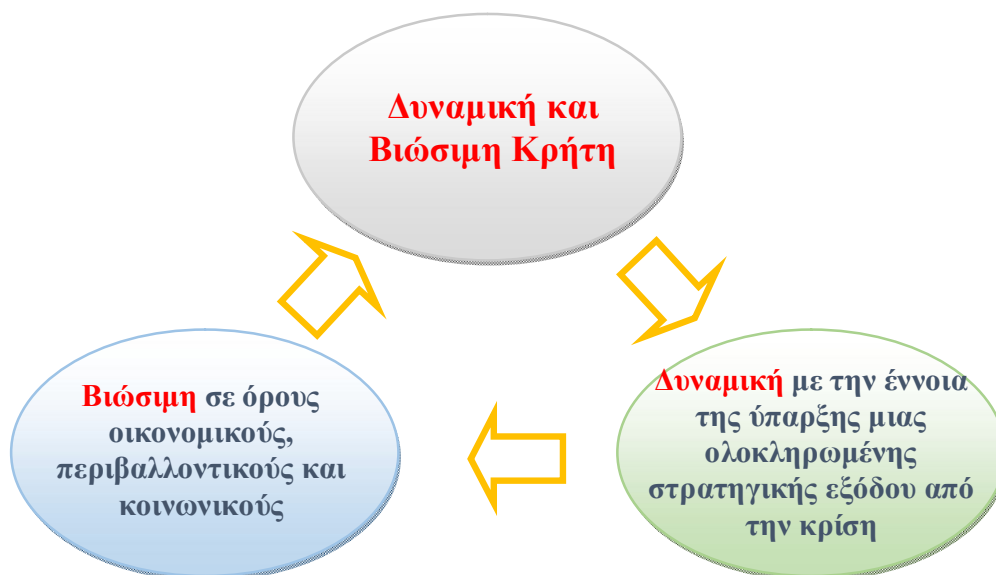 Δυναμική και
Βιώσιμη Κρήτη
Βιώσιμη σε όρους
οικονομικούς,
περιβαλλοντικούς και
κοινωνικούς
Δυναμική με την έννοια
της ύπαρξης μιας
ολοκληρωμένης
στρατηγικής εξόδου από
την κρίση